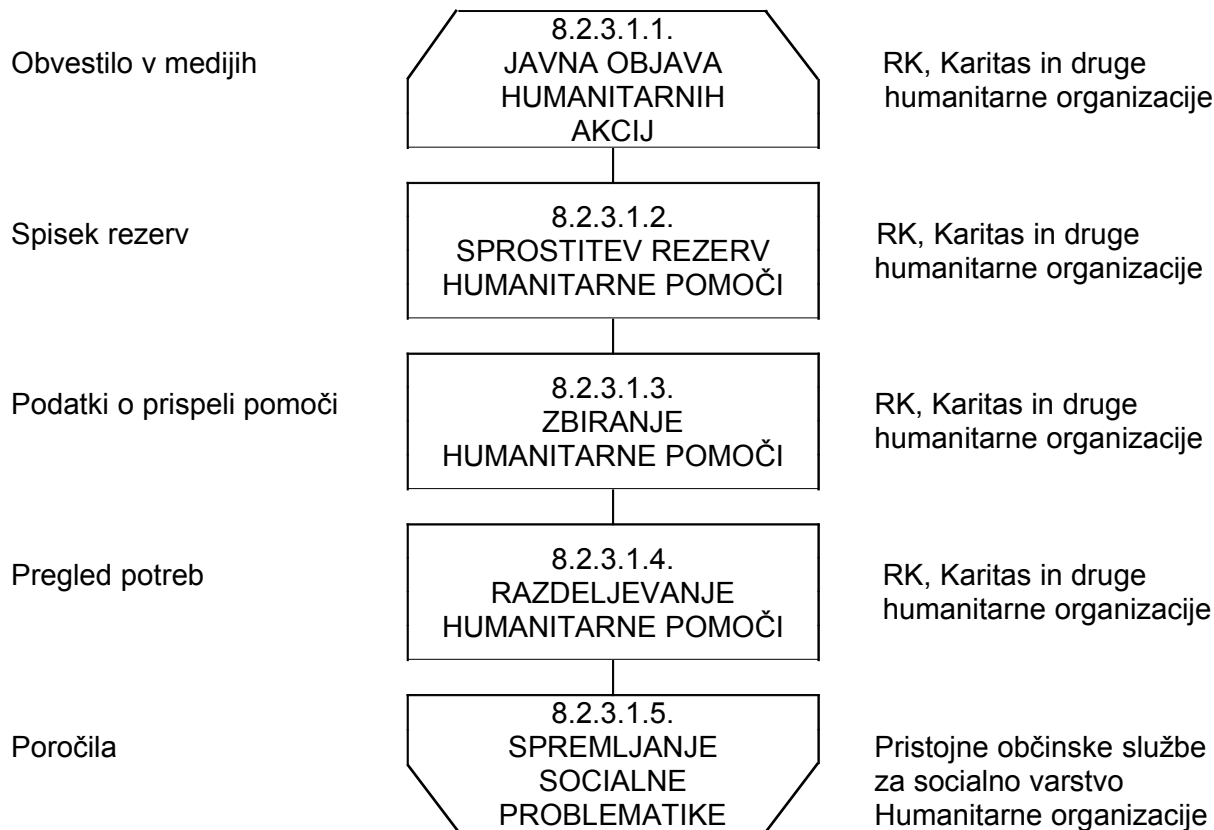 8.2.3.1.1.
Obvestilo v medijih
JAVNA OBJAVA
HUMANITARNIH
AKCIJ
RK, Karitas in druge
humanitarne organizacije
8.2.3.1.2.
Spisek rezerv
SPROSTITEV REZERV
HUMANITARNE POMOČI
RK, Karitas in druge
humanitarne organizacije
8.2.3.1.3.
Podatki o prispeli pomoči
ZBIRANJE
HUMANITARNE POMOČI
RK, Karitas in druge
humanitarne organizacije
8.2.3.1.4.
Pregled potreb
RAZDELJEVANJE
HUMANITARNE POMOČI
RK, Karitas in druge
humanitarne organizacije
8.2.3.1.5.
Poročila
SPREMLJANJE
SOCIALNE
PROBLEMATIKE
Pristojne občinske službe
za socialno varstvo
Humanitarne organizacije